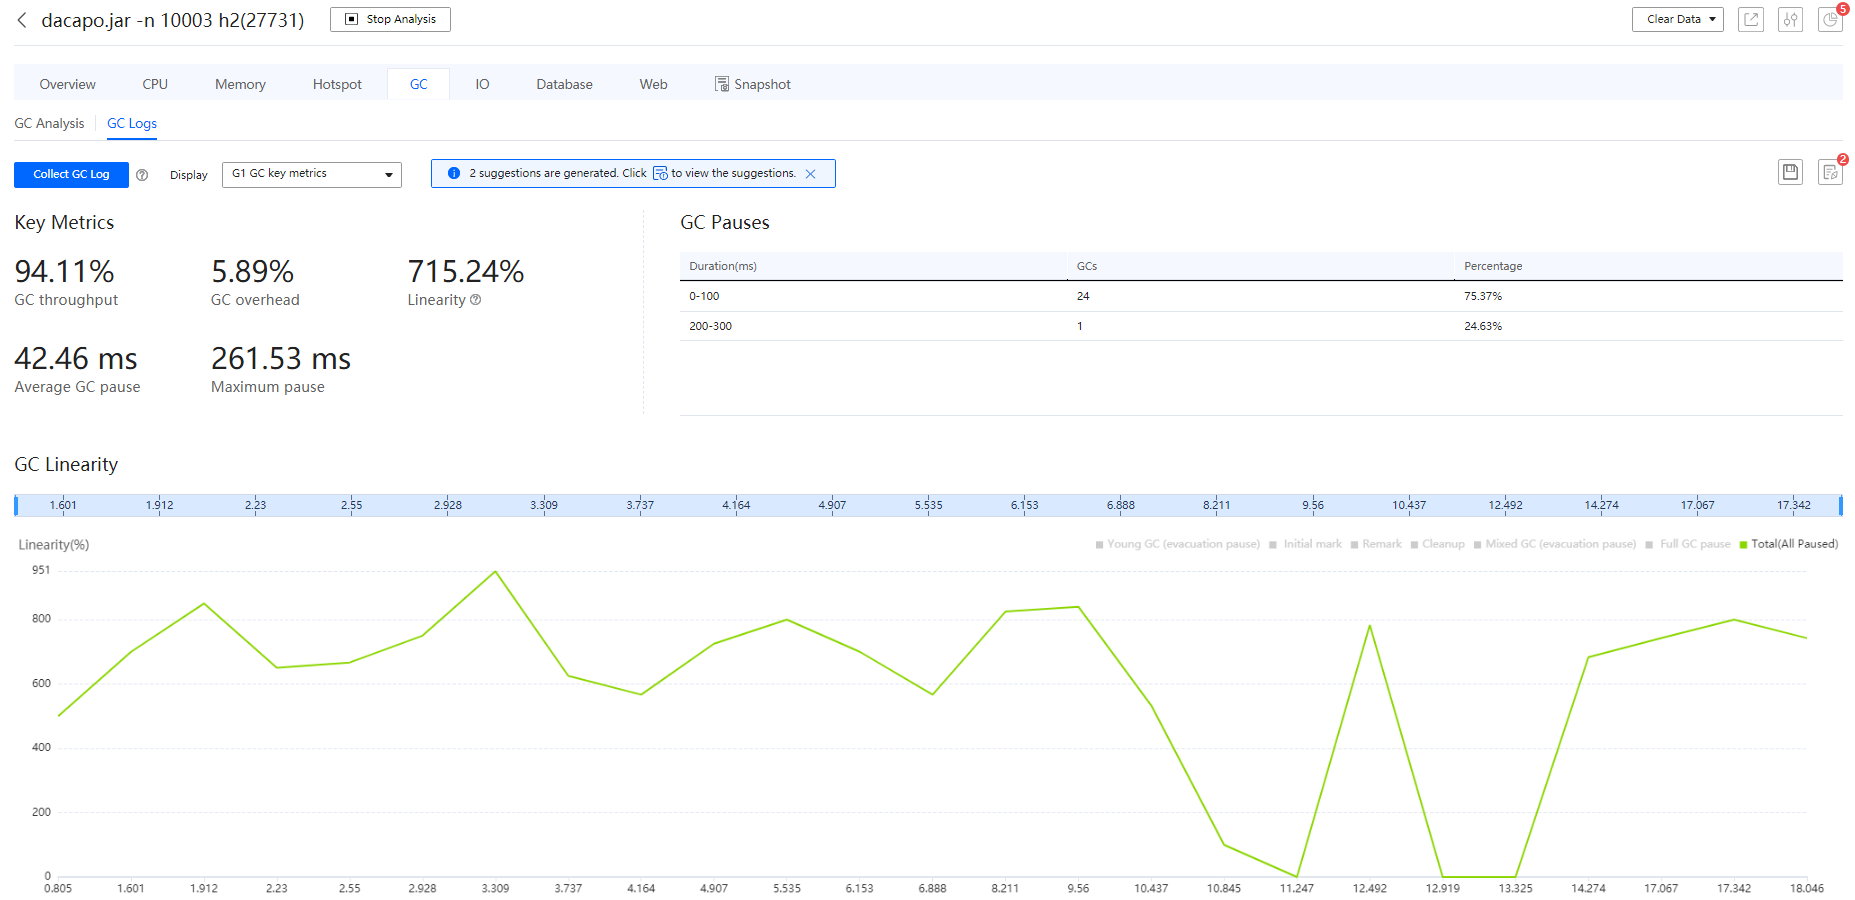 dacapo.jar -n 10003 h2(27731)
Stop Analysis
Clear Data
5
Overview
CPU
Memory
Hotspot
GC
IO
Database
Web
Snapshot
GC Analysis
GC Logs
Collect GC Log
Display
G1 GC key metrics
2 suggestions are generated. Click to view the suggestions.
2
Key Metrics
94.11%
5.89%
715.24%
GC throughput
GC overhead
Linearity
42.46 ms
261.53 ms
Average GC pause
Maximum pause
GC Pauses
Duration(ms) GCs Percentage
0-100 24 75.37%
200-300 1 24.63%
GC Linearity
1.601 1.912 2.23 2.55 2.928 3.309 3.737 4.164 4.907 5.535 6.153 6.888 8.211 9.56 10.437 12.492 14.274 17.067 17.342
Linearity(%)
Young GC (evacuation pause) Initial mark Remark Cleanup Mixed GC (evacuation pause) Full GC pause Total(All Paused)
951
800
600
400
200
0
0.805 1.601 1.912 2.23 2.55 2.928 3.309 3.737 4.164 4.907 5.535 6.153 6.888 8.211 9.56 10.437 10.845 11.247 12.492 12.919 13.325 14.274 17.067 17.342 18.046